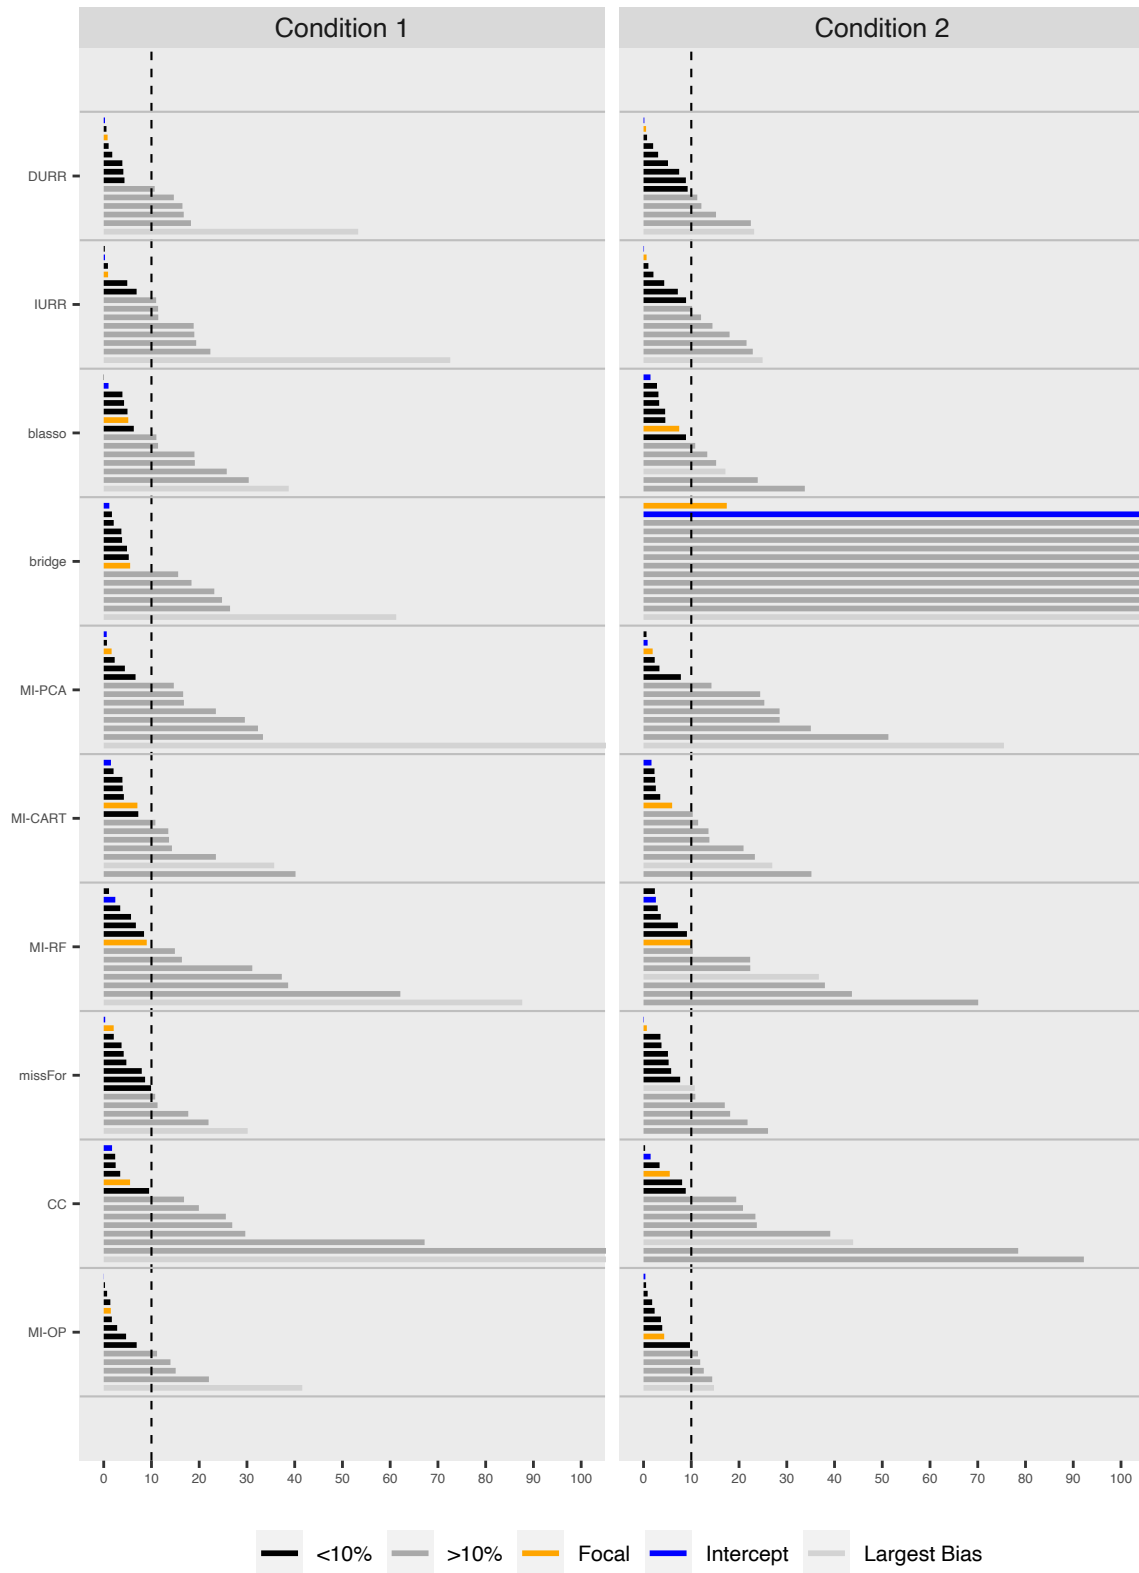 Condition 1 Condition 2
DURR
IURR
blasso
bridge
MI-PCA
MI-CART
MI-RF
missFor
CC
MI-OP
0 10 20 30 40 50 60 70 80 90 100 0 10 20 30 40 50 60 70 80 90 100
<10% >10% Focal Intercept Largest Bias